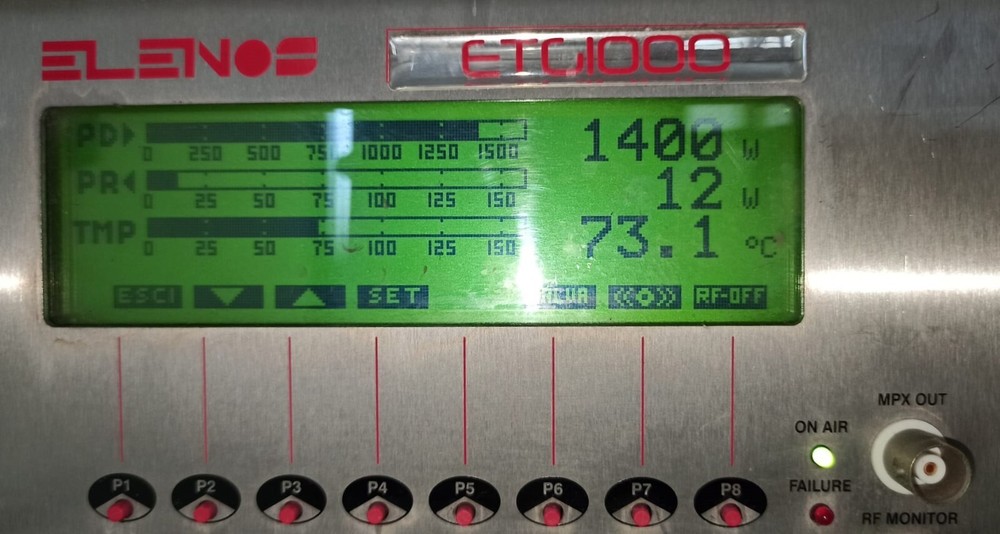 ELENOS
ETG1000
PD 1400 W
0 250 500 750 1000 1250 1500
PR 12 W
0 25 50 75 100 125 150
TMP 73.1 °C
0 25 50 75 100 125 150
ESCI SET RF-OFF
P1 P2 P3 P4 P5 P6 P7 P8
MPX OUT
ON AIR
FAILURE
RF MONITOR